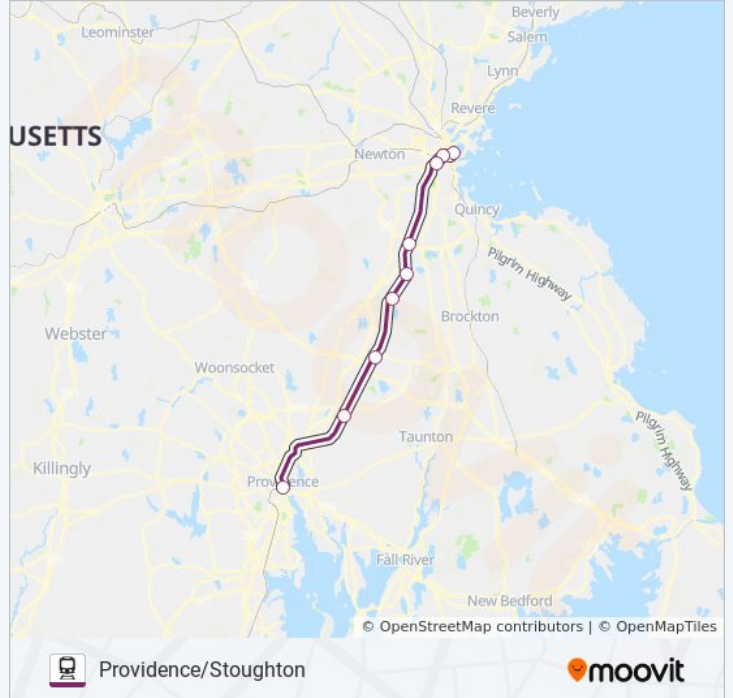 Beverly
Leominster
Salem
Lynn
Revere
USETTS
Newton
Quincy
Pilgrim Highway
Brockton
Webster
Woonsocket
Pilgrim Highway
Taunton
Killingly
Providence
Fall River
New Bedford
© OpenStreetMap contributors | © OpenMapTiles
Providence/Stoughton
moovit